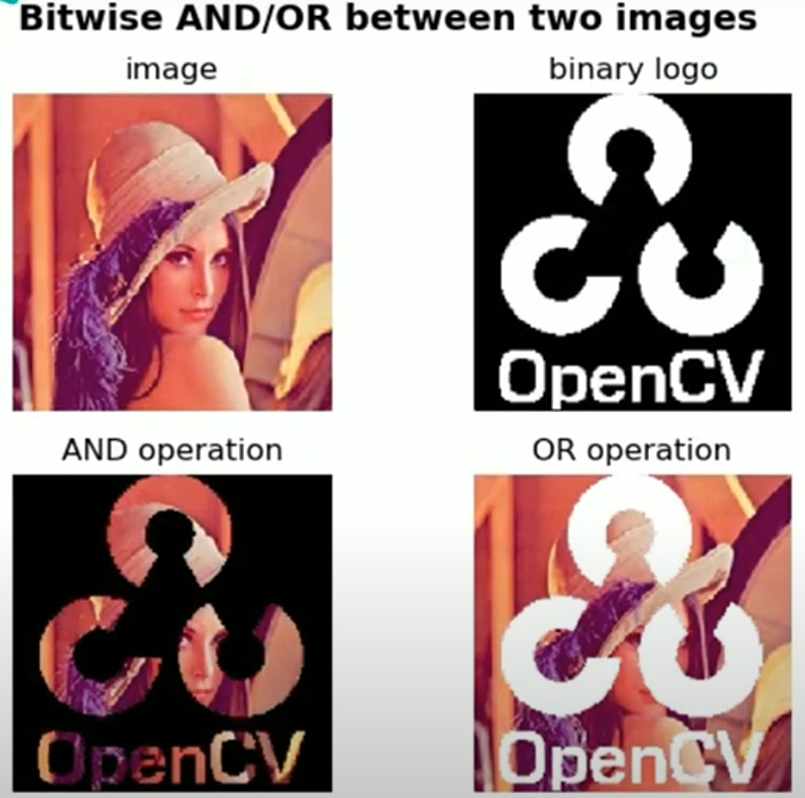 Bitwise AND/OR between two images
image
binary logo
OpenCV
AND operation
OR operation
OpenCV
OpenCV